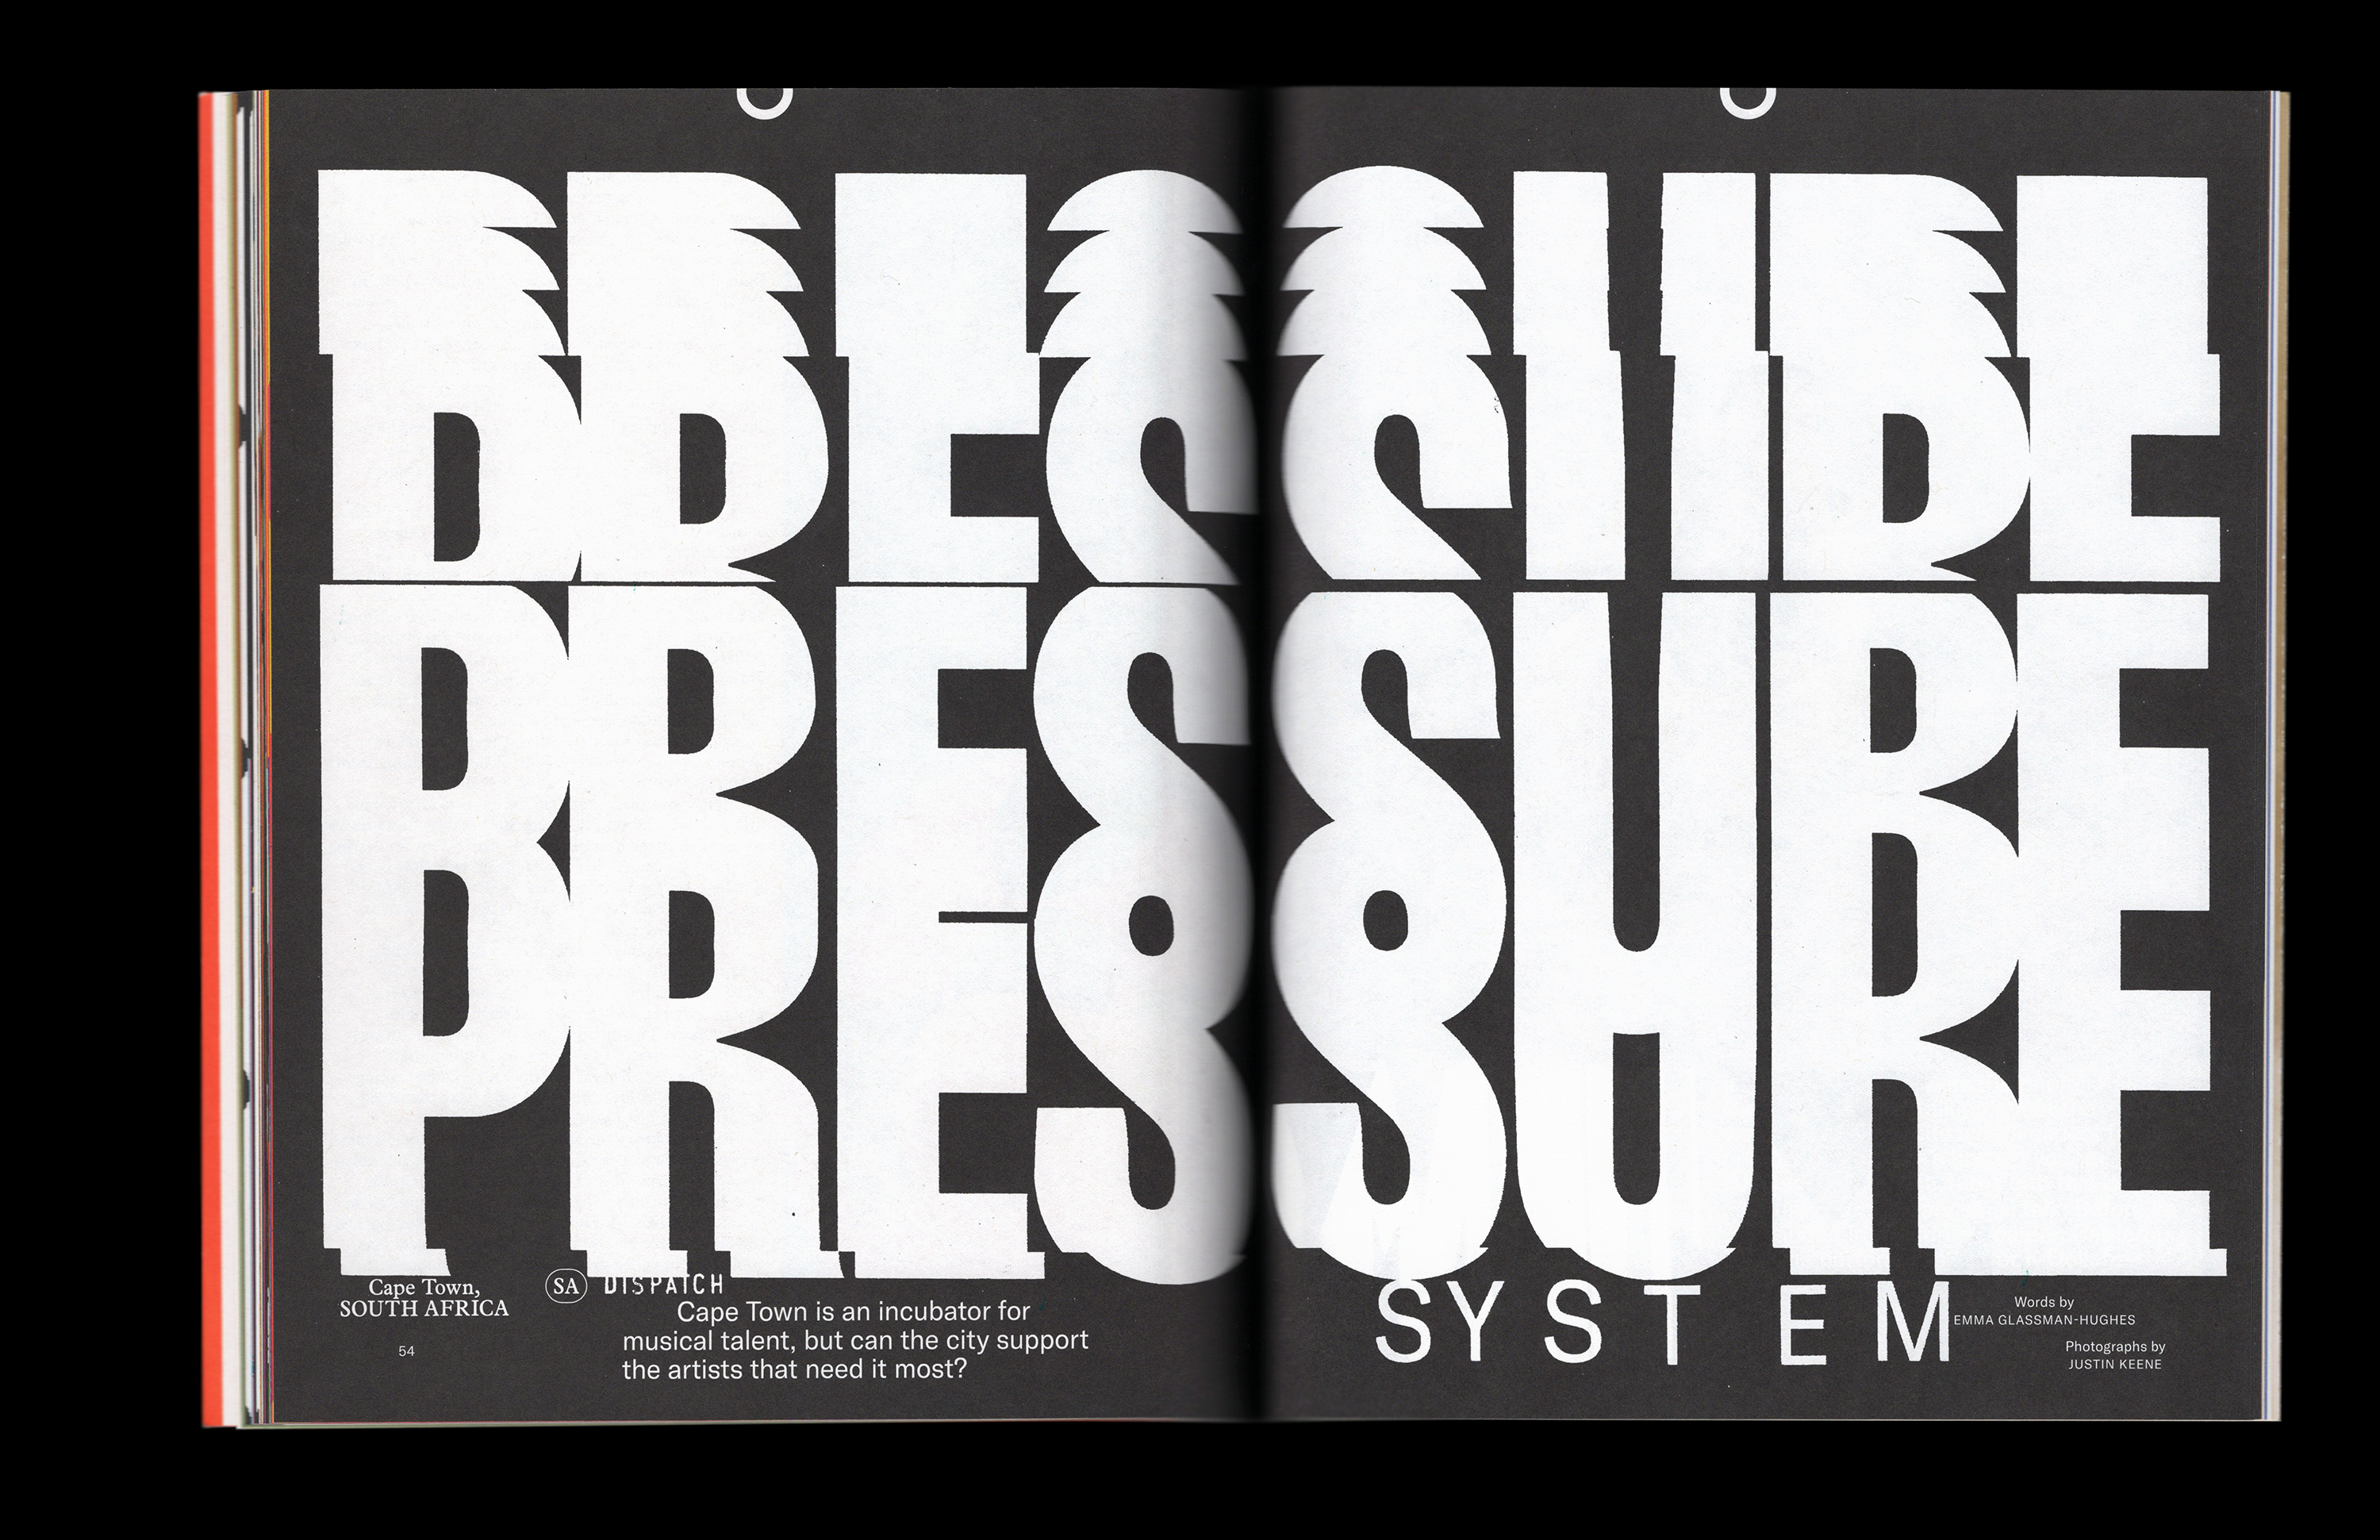 PRESSURE
SYSTEM
Cape Town,
SOUTH AFRICA
SA DISPATCH
Cape Town is an incubator for
musical talent, but can the city support
the artists that need it most?
54
Words by
EMMA GLASSMAN-HUGHES
Photographs by
JUSTIN KEENE